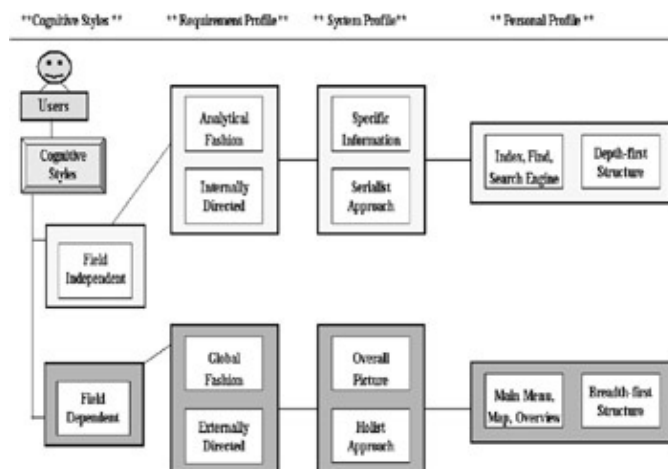 **Cognitive Styles ** ** Requirement Profile** ** System Profile** ** Personal Profile **
Users
Cognitive
Styles
Field
Independent
Field
Dependent
Analytical
Fashion
Internally
Directed
Global
Fashion
Externally
Directed
Specific
Information
Serialist
Approach
Overall
Picture
Holist
Approach
Index, Find,
Search Engine
Depth-first
Structure
Main Menu,
Map, Overview
Breadth-first
Structure